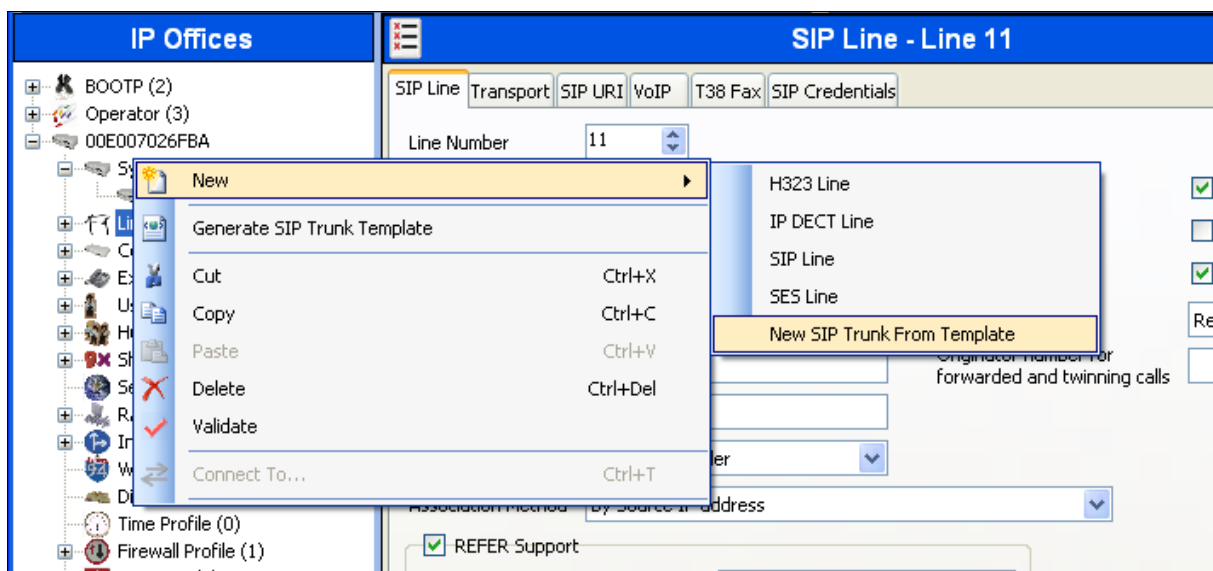 IP Offices
SIP Line - Line 11
BOOTP (2)
Operator (3)
00E007026FBA
SIP Line Transport SIP URI VoIP T38 Fax SIP Credentials
Line Number 11
New
Generate SIP Trunk Template
Cut Ctrl+X
Copy Ctrl+C
Paste Ctrl+V
Delete Ctrl+Del
Validate
Connect To... Ctrl+T
H323 Line
IP DECT Line
SIP Line
SES Line
New SIP Trunk From Template
forwarded and twinning calls
Association Method By Source IP address
REFER Support
Time Profile (0)
Firewall Profile (1)